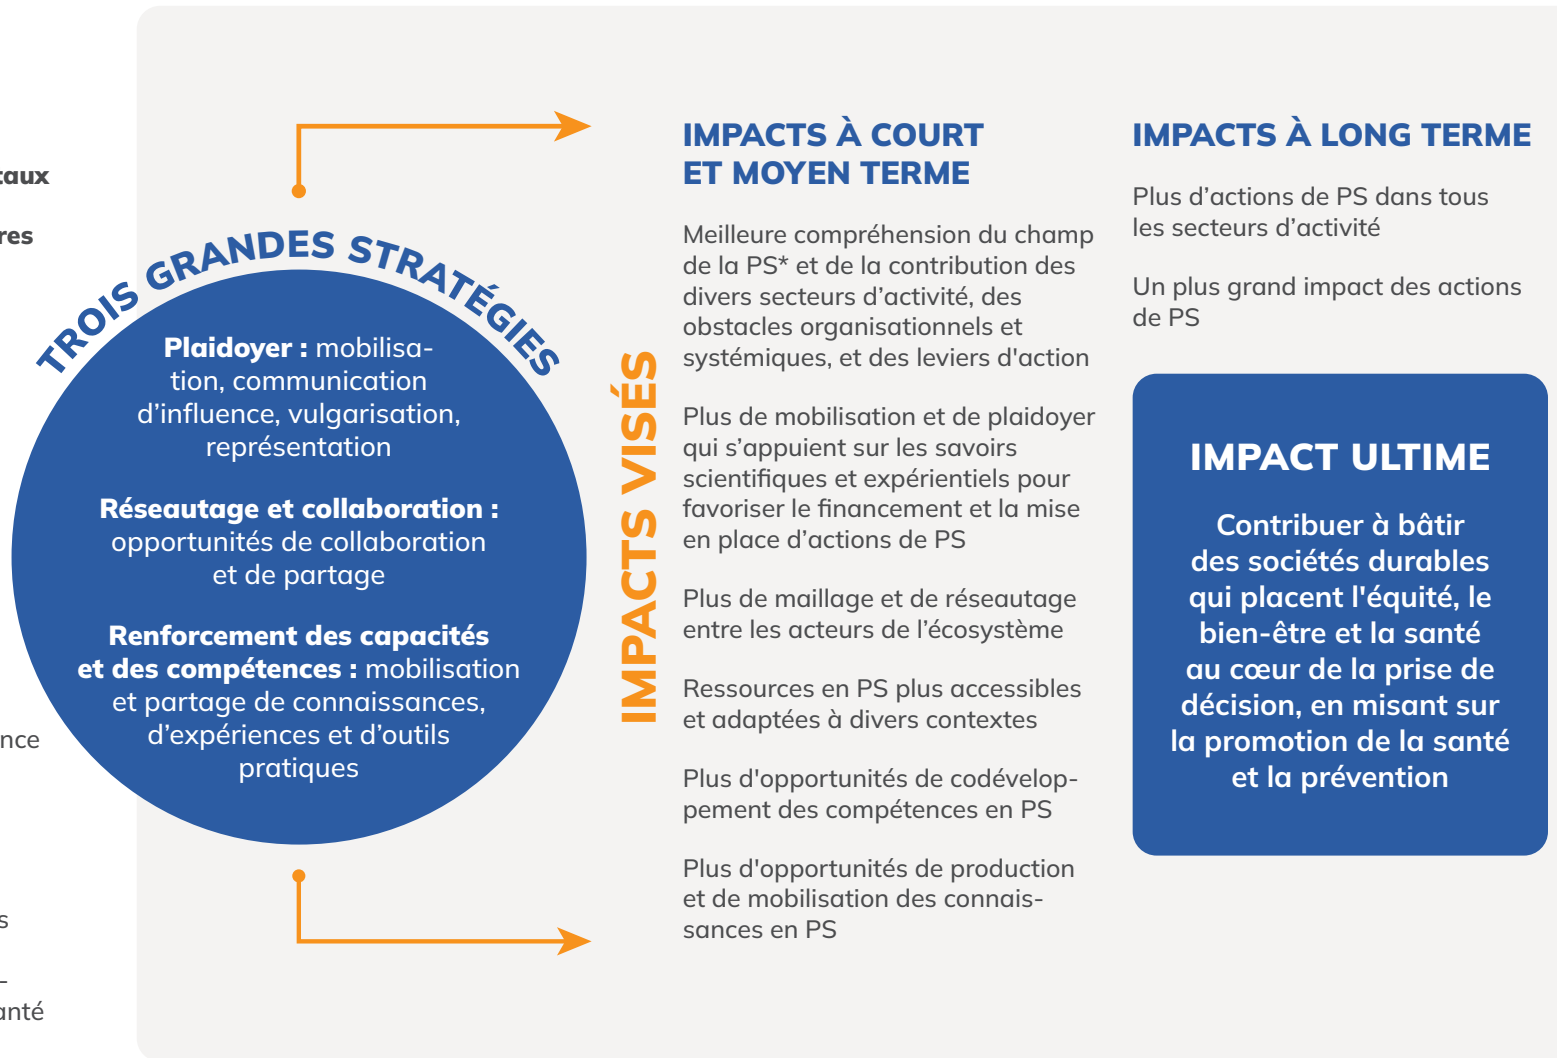 TROIS GRANDES STRATÉGIES
Plaidoyer : mobilisa-
tion, communication
d’influence, vulgarisation,
représentation
Réseautage et collaboration :
opportunités de collaboration
et de partage
Renforcement des capacités
et des compétences : mobilisation
et partage de connaissances,
d’expériences et d’outils
pratiques
IMPACTS VISÉS
IMPACTS À COURT
ET MOYEN TERME
Meilleure compréhension du champ
de la PS* et de la contribution des
divers secteurs d’activité, des
obstacles organisationnels et
systémiques, et des leviers d'action
Plus de mobilisation et de plaidoyer
qui s’appuient sur les savoirs
scientifiques et expérientiels pour
favoriser le financement et la mise
en place d’actions de PS
Plus de maillage et de réseautage
entre les acteurs de l’écosystème
Ressources en PS plus accessibles
et adaptées à divers contextes
Plus d'opportunités de codévelop-
pement des compétences en PS
Plus d'opportunités de production
et de mobilisation des connais-
sances en PS
IMPACTS À LONG TERME
Plus d’actions de PS dans tous
les secteurs d’activité
Un plus grand impact des actions
de PS
IMPACT ULTIME
Contribuer à bâtir
des sociétés durables
qui placent l'équité, le
bien-être et la santé
au cœur de la prise de
décision, en misant sur
la promotion de la santé
et la prévention